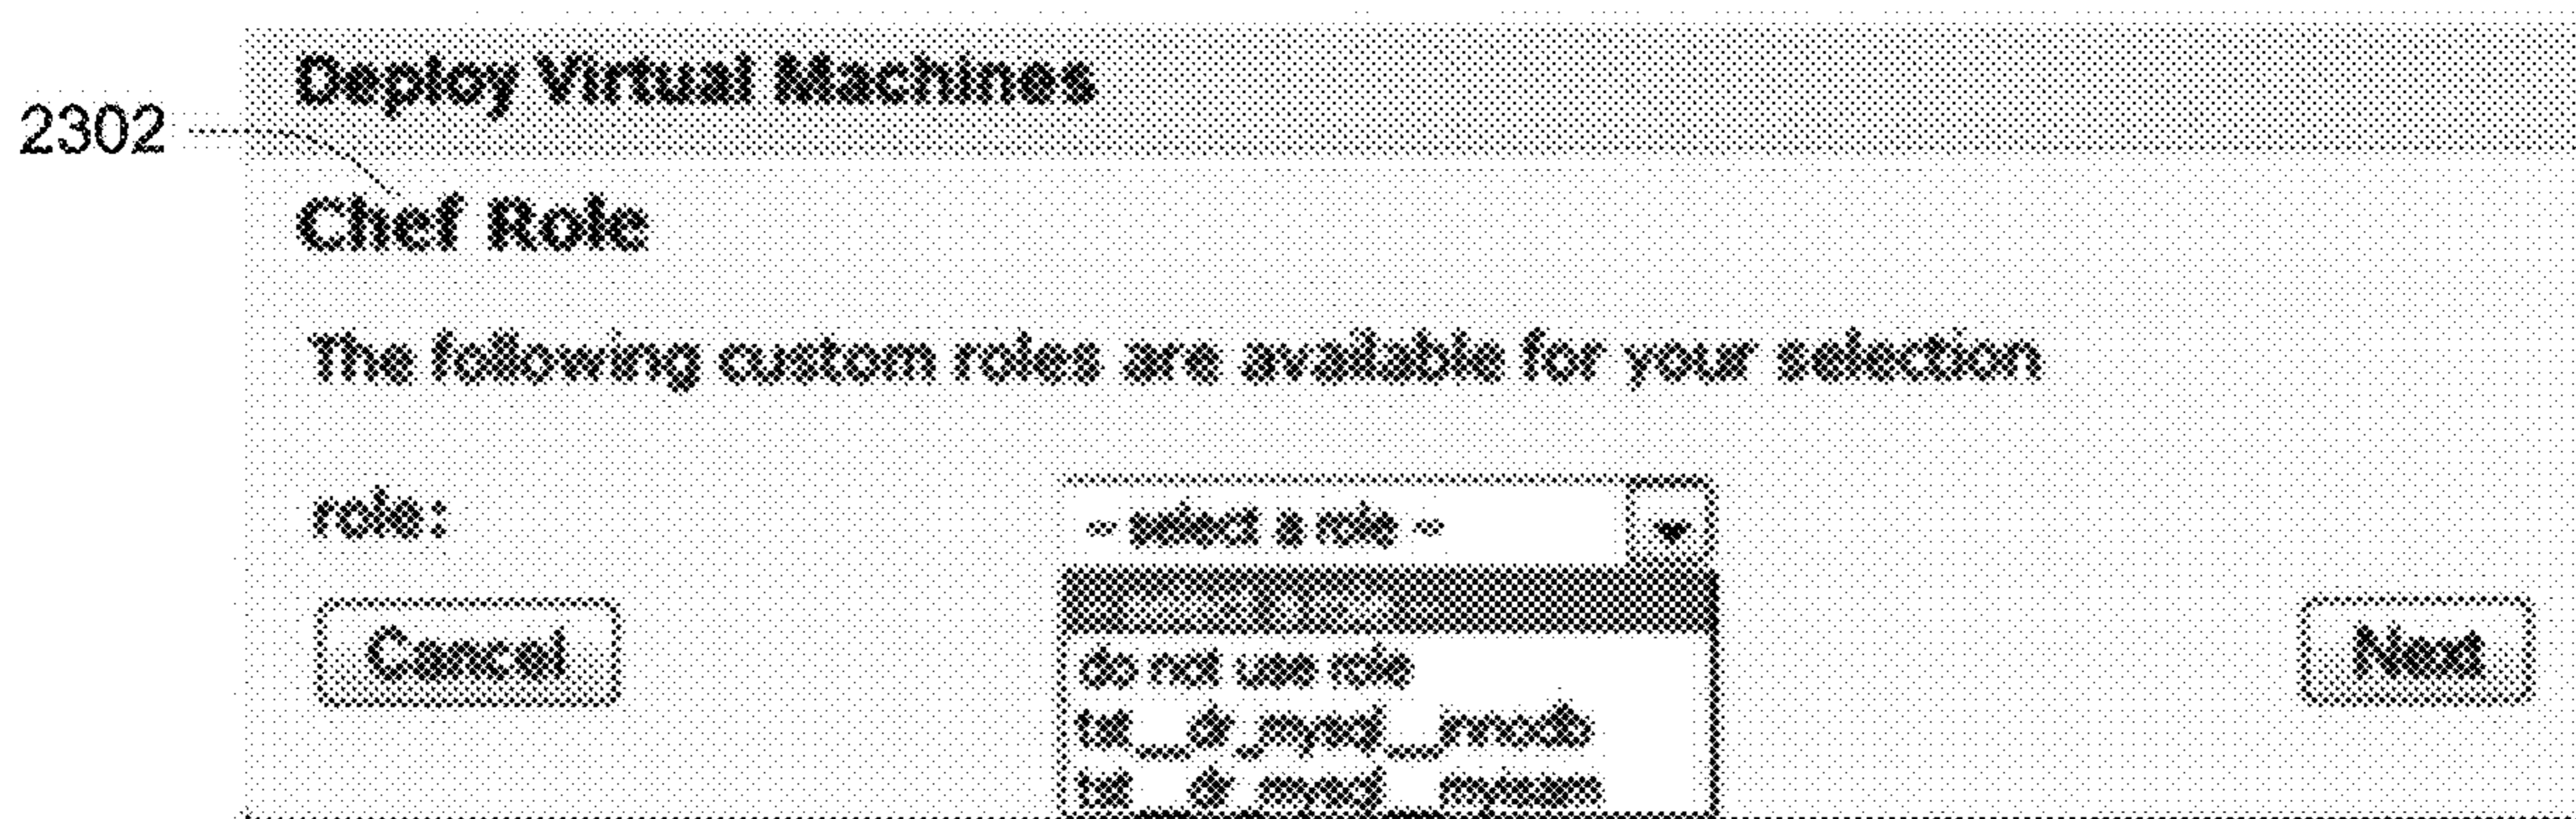 Deploy Virtual Machines
2302
Chef Role
The following custom roles are available for your selection
role:
-- select a role --
Cancel
do not use role
Next